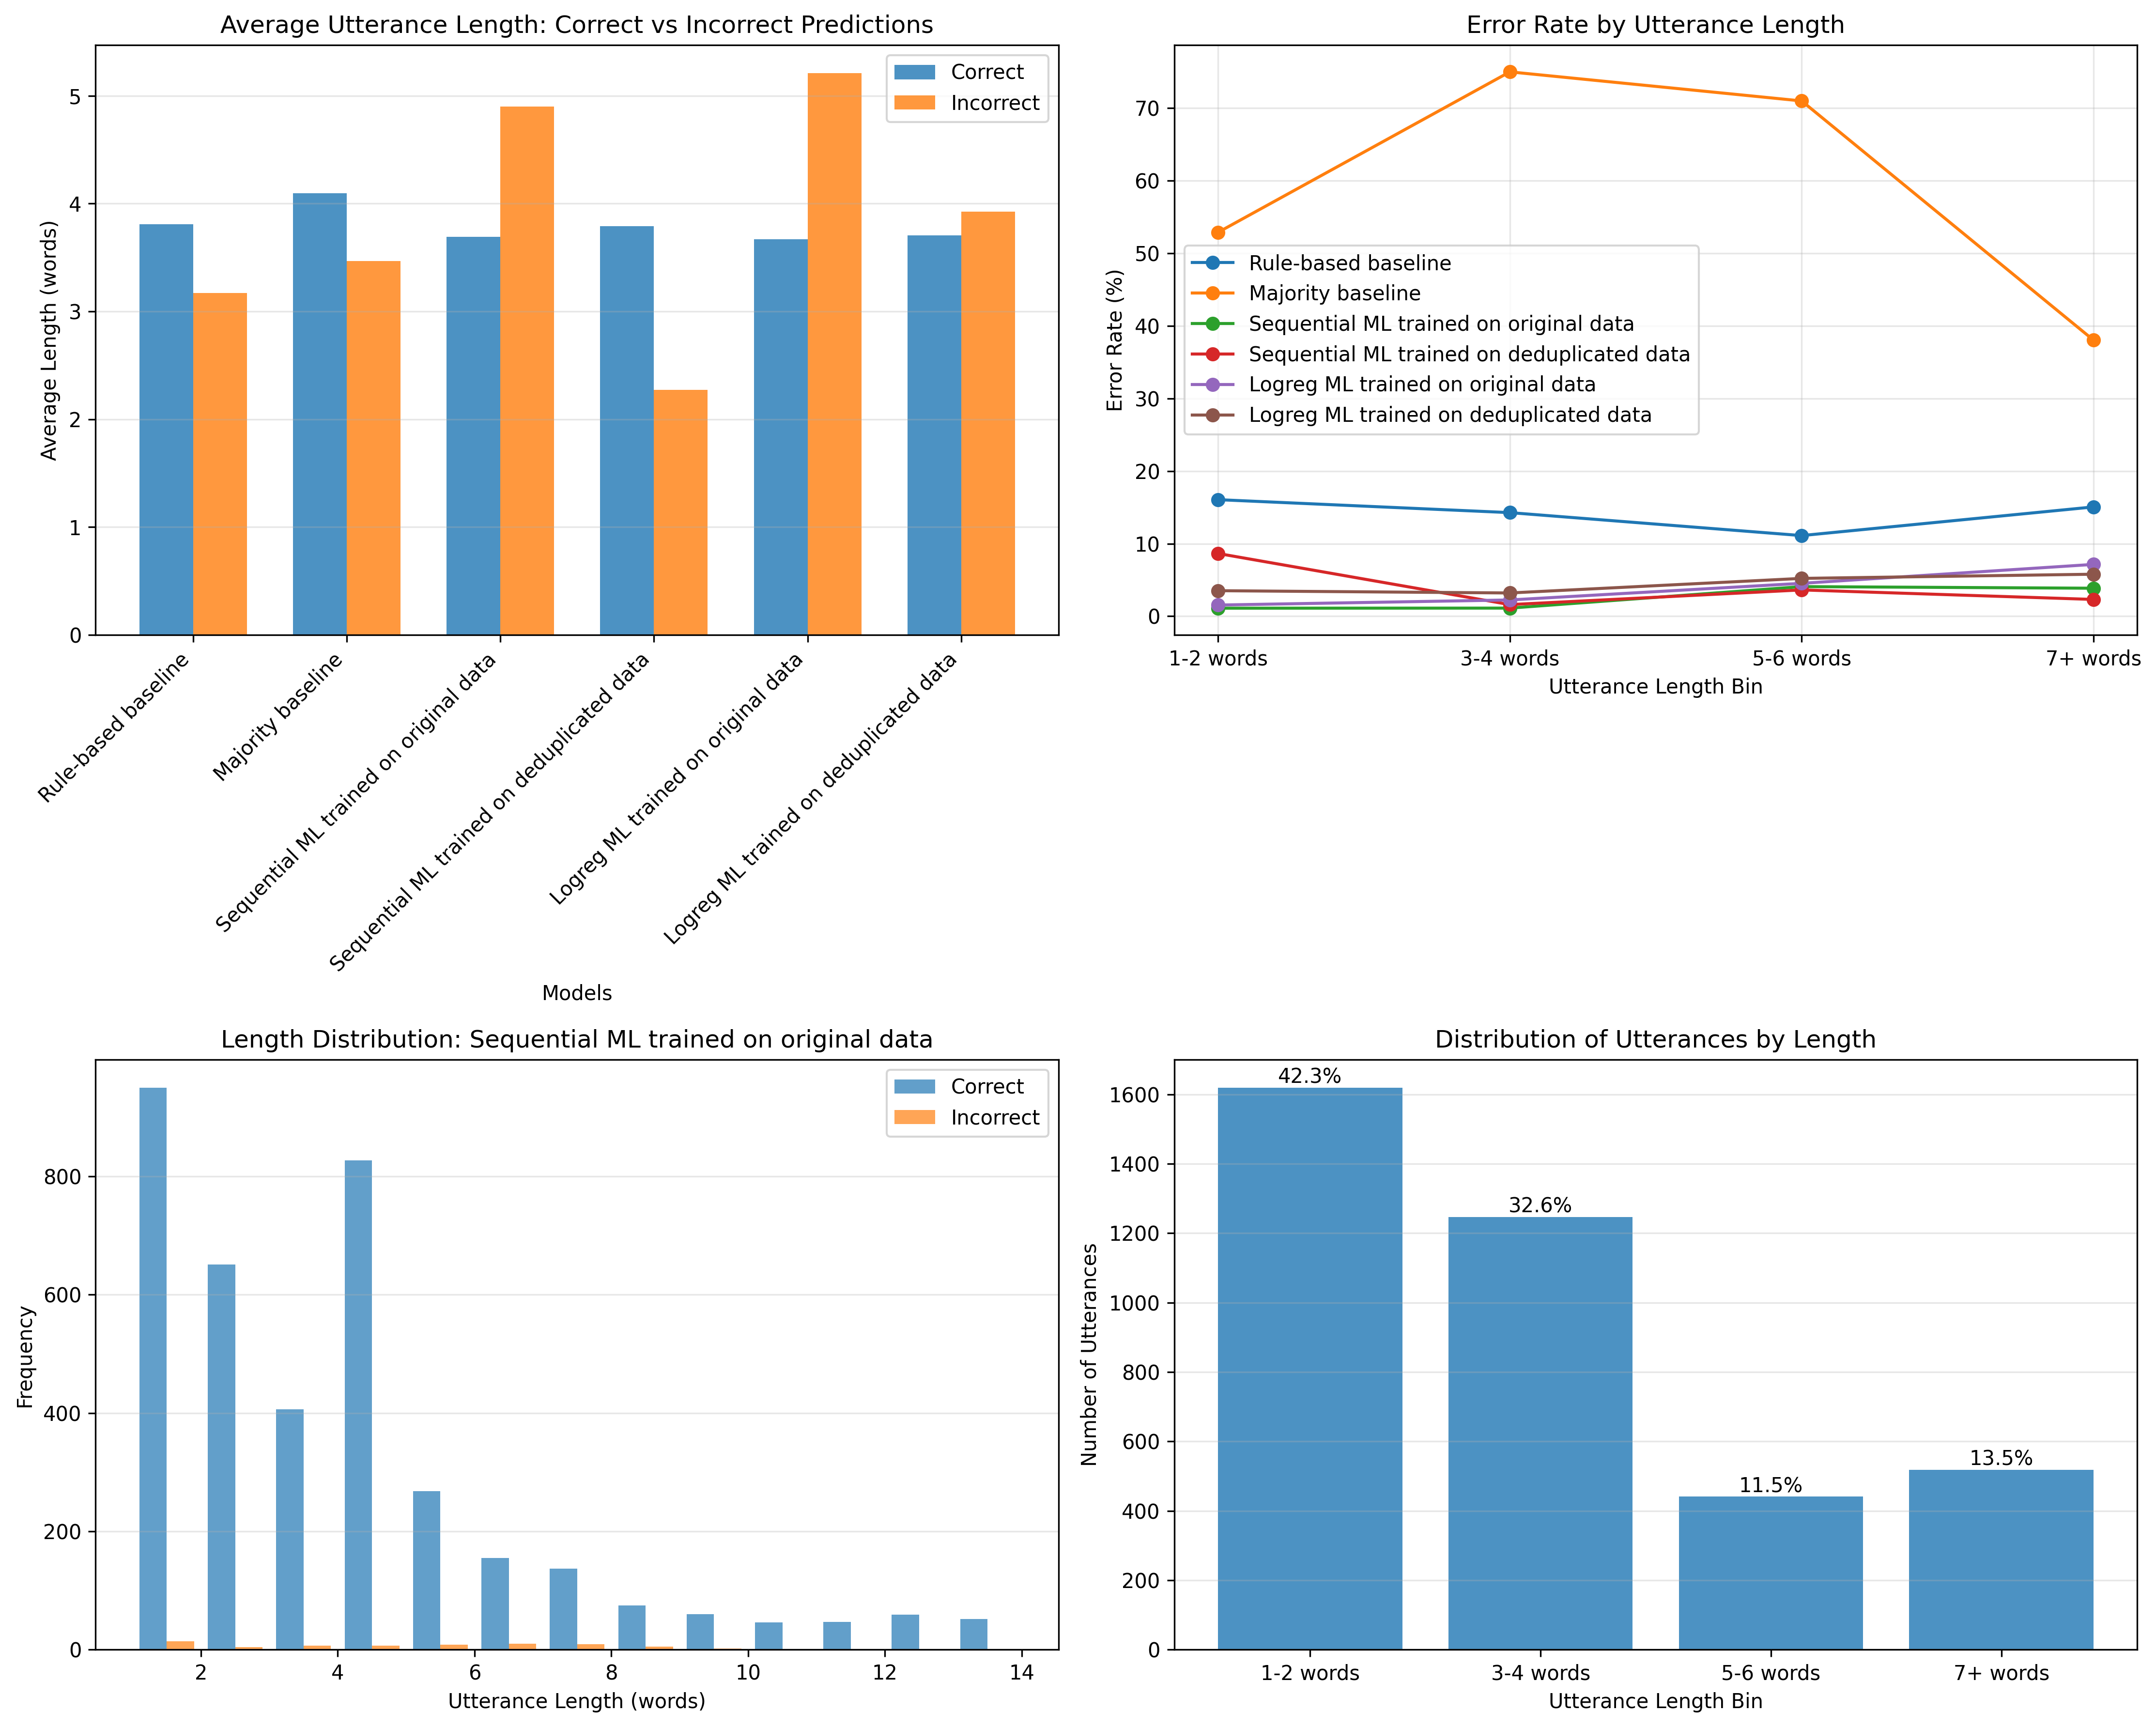 Average Utterance Length: Correct vs Incorrect Predictions
Correct
Incorrect
Average Length (words)
5
4
3
2
1
0
Rule-based baseline
Majority baseline
Sequential ML trained on original data
Sequential ML trained on deduplicated data
Logreg ML trained on original data
Logreg ML trained on deduplicated data
Models
Error Rate by Utterance Length
Error Rate (%)
70
60
50
40
30
20
10
0
Rule-based baseline
Majority baseline
Sequential ML trained on original data
Sequential ML trained on deduplicated data
Logreg ML trained on original data
Logreg ML trained on deduplicated data
1-2 words
3-4 words
5-6 words
7+ words
Utterance Length Bin
Length Distribution: Sequential ML trained on original data
Correct
Incorrect
Frequency
800
600
400
200
0
2
4
6
8
10
12
14
Utterance Length (words)
Distribution of Utterances by Length
Number of Utterances
1600
1400
1200
1000
800
600
400
200
0
42.3%
32.6%
11.5%
13.5%
1-2 words
3-4 words
5-6 words
7+ words
Utterance Length Bin